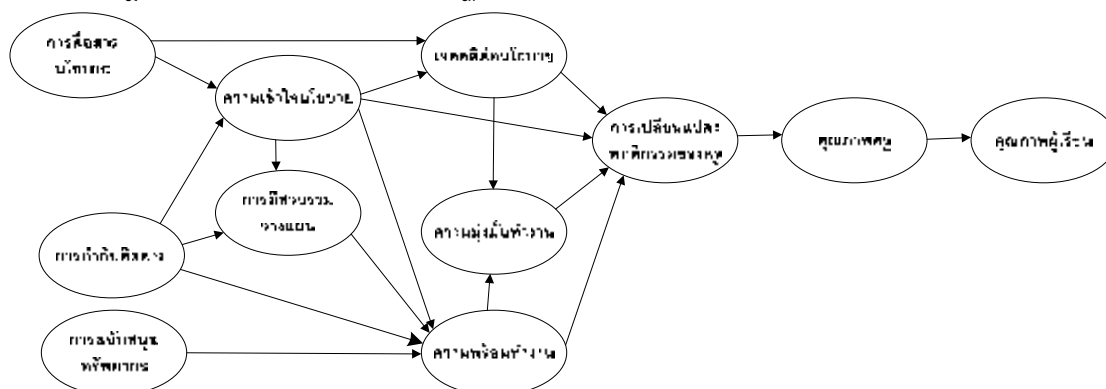 การสื่อสาร
นโยบาย
เจตคติต่อนโยบาย
ความเข้าใจนโยบาย
การเปลี่ยนแปลง
พฤติกรรมของครู
คุณภาพครู
คุณภาพผู้เรียน
การมีส่วนร่วม
วางแผน
ความมุ่งมั่นทำงาน
การกำกับติดตาม
การสนับสนุน
ทรัพยากร
ความพร้อมทำงาน